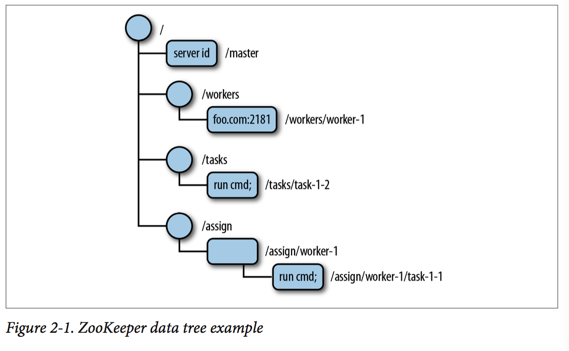 /
server id /master
/workers
foo.com:2181 /workers/worker-1
/tasks
run cmd; /tasks/task-1-2
/assign
/assign/worker-1
run cmd; /assign/worker-1/task-1-1
Figure 2-1. ZooKeeper data tree example